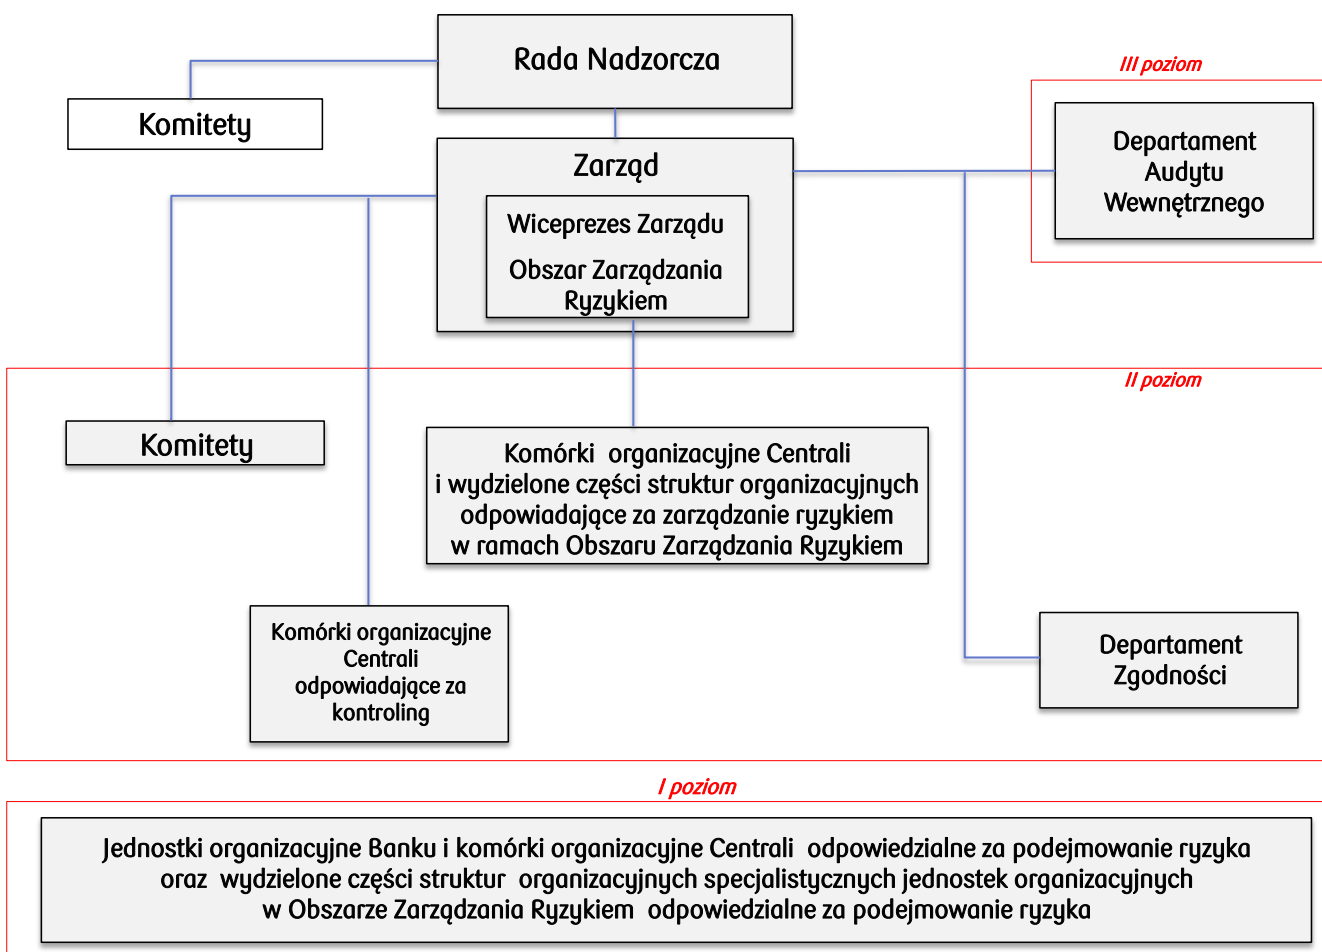 Rada Nadzorcza
Komitety
III poziom
Departament
Audytu
Wewnętrznego
Zarząd
Wiceprezes Zarządu
Obszar Zarządzania
Ryzykiem
II poziom
Komitety
Komórki organizacyjne Centrali
i wydzielone części struktur organizacyjnych
odpowiadające za zarządzanie ryzykiem
w ramach Obszaru Zarządzania Ryzykiem
Komórki organizacyjne
Centrali
odpowiadające za
kontroling
Departament
Zgodności
I poziom
Jednostki organizacyjne Banku i komórki organizacyjne Centrali odpowiedzialne za podejmowanie ryzyka
oraz wydzielone części struktur organizacyjnych specjalistycznych jednostek organizacyjnych
w Obszarze Zarządzania Ryzykiem odpowiedzialne za podejmowanie ryzyka